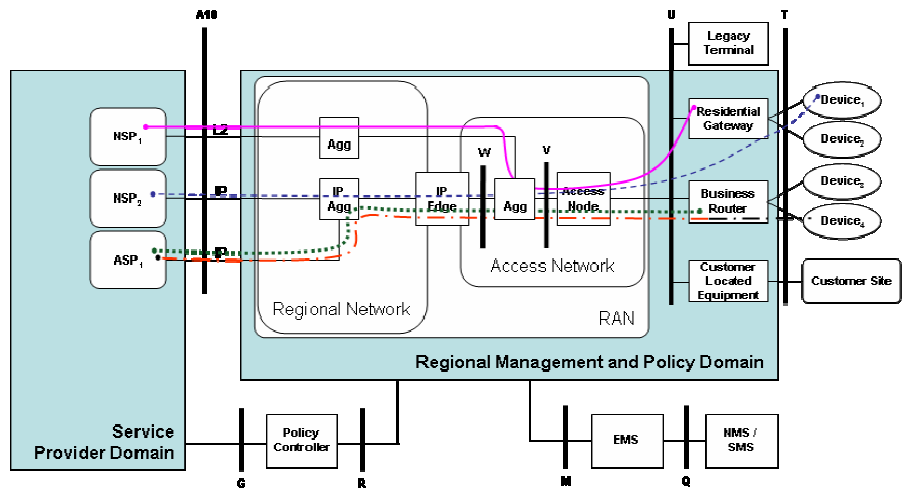 A10
U
T
Legacy
Terminal
NSP1
L2
Agg
Residential
Gateway
Device1
Device2
W
V
NSP2
IP
IP
Agg
IP
Edge
Agg
Access
Node
Business
Router
Device2
Device4
ASP1
IP
Access Network
Customer
Located
Equipment
Customer Site
Regional Network
RAN
Regional Management and Policy Domain
Service
Provider Domain
Policy
Controller
EMS
NMS /
SMS
G
R
M
Q